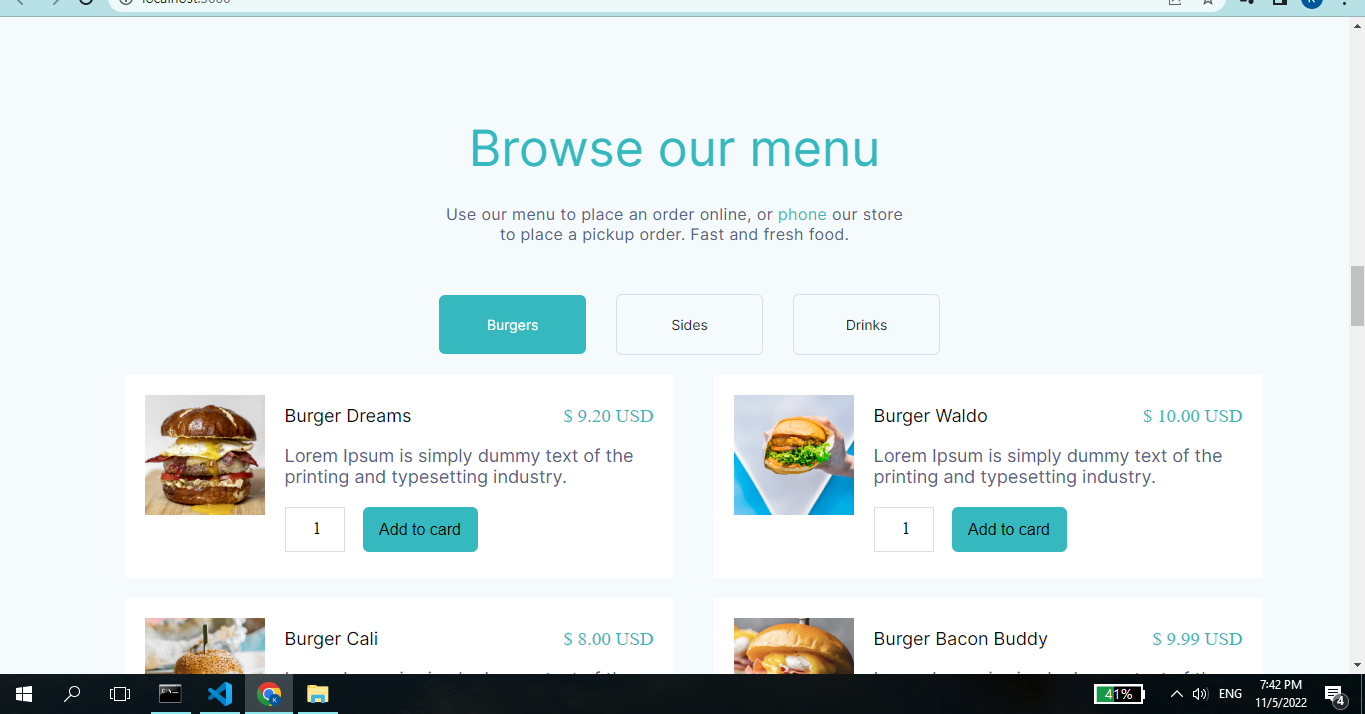 Browse our menu
Use our menu to place an order online, or phone our store
to place a pickup order. Fast and fresh food.
Burgers Sides Drinks
Burger Dreams $ 9.20 USD
Lorem Ipsum is simply dummy text of the
printing and typesetting industry.
1 Add to card
Burger Waldo $ 10.00 USD
Lorem Ipsum is simply dummy text of the
printing and typesetting industry.
1 Add to card
Burger Cali $ 8.00 USD
Burger Bacon Buddy $ 9.99 USD
41% ENG 7:42 PM
11/5/2022 4